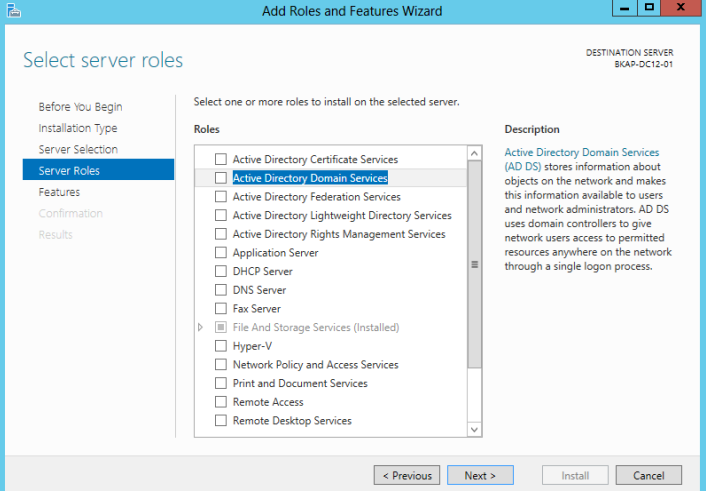 Add Roles and Features Wizard
Select server roles
DESTINATION SERVER
BKAP-DC12-01
Before You Begin
Installation Type
Server Selection
Server Roles
Features
Confirmation
Results
Select one or more roles to install on the selected server.
Roles
Active Directory Certificate Services
Active Directory Domain Services
Active Directory Federation Services
Active Directory Lightweight Directory Services
Active Directory Rights Management Services
Application Server
DHCP Server
DNS Server
Fax Server
File And Storage Services (Installed)
Hyper-V
Network Policy and Access Services
Print and Document Services
Remote Access
Remote Desktop Services
Description
Active Directory Domain Services
(AD DS) stores information about
objects on the network and makes
this information available to users
and network administrators. AD DS
uses domain controllers to give
network users access to permitted
resources anywhere on the network
through a single logon process.
< Previous
Next >
Install
Cancel